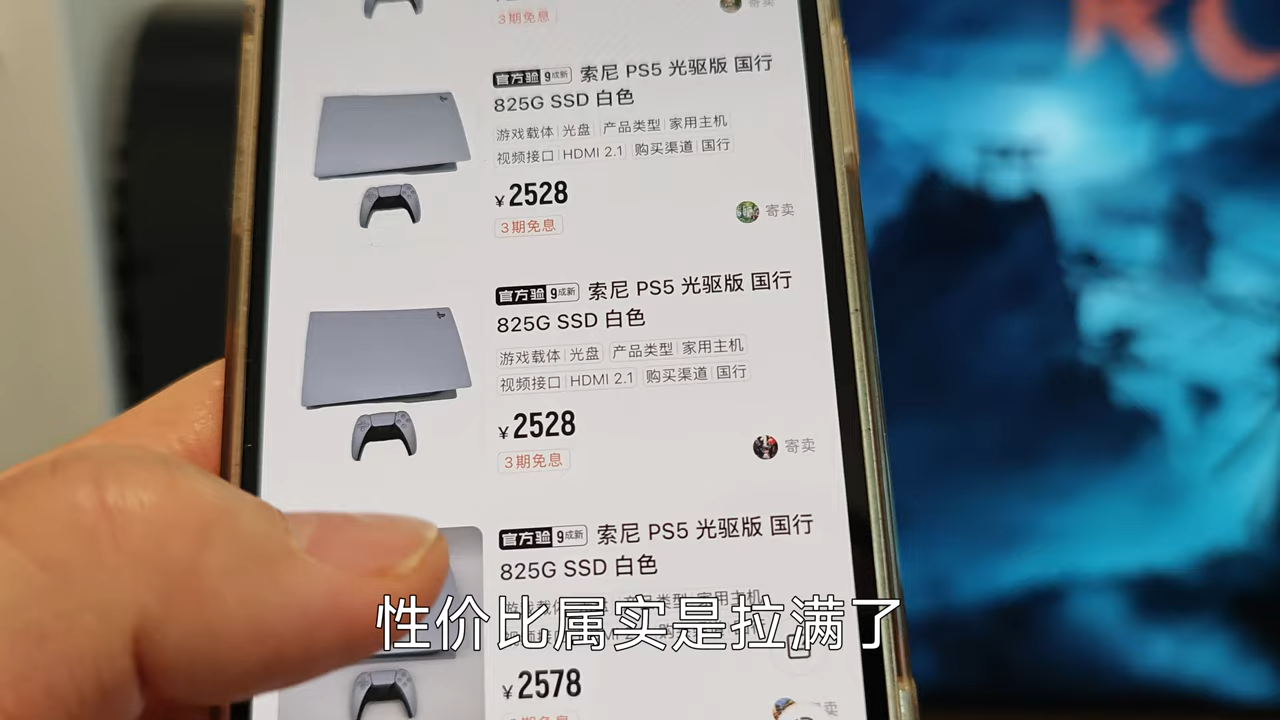 3期免息
寄卖
官方验 9成新 索尼 PS5 光驱版 国行
825G SSD 白色
游戏载体 光盘 产品类型 家用主机
视频接口 HDMI 2.1 购买渠道 国行
¥2528
3期免息
寄卖
官方验 9成新 索尼 PS5 光驱版 国行
825G SSD 白色
游戏载体 光盘 产品类型 家用主机
视频接口 HDMI 2.1 购买渠道 国行
¥2528
3期免息
寄卖
官方验 9成新 索尼 PS5 光驱版 国行
825G SSD 白色
性价比属实是拉满了
¥2578